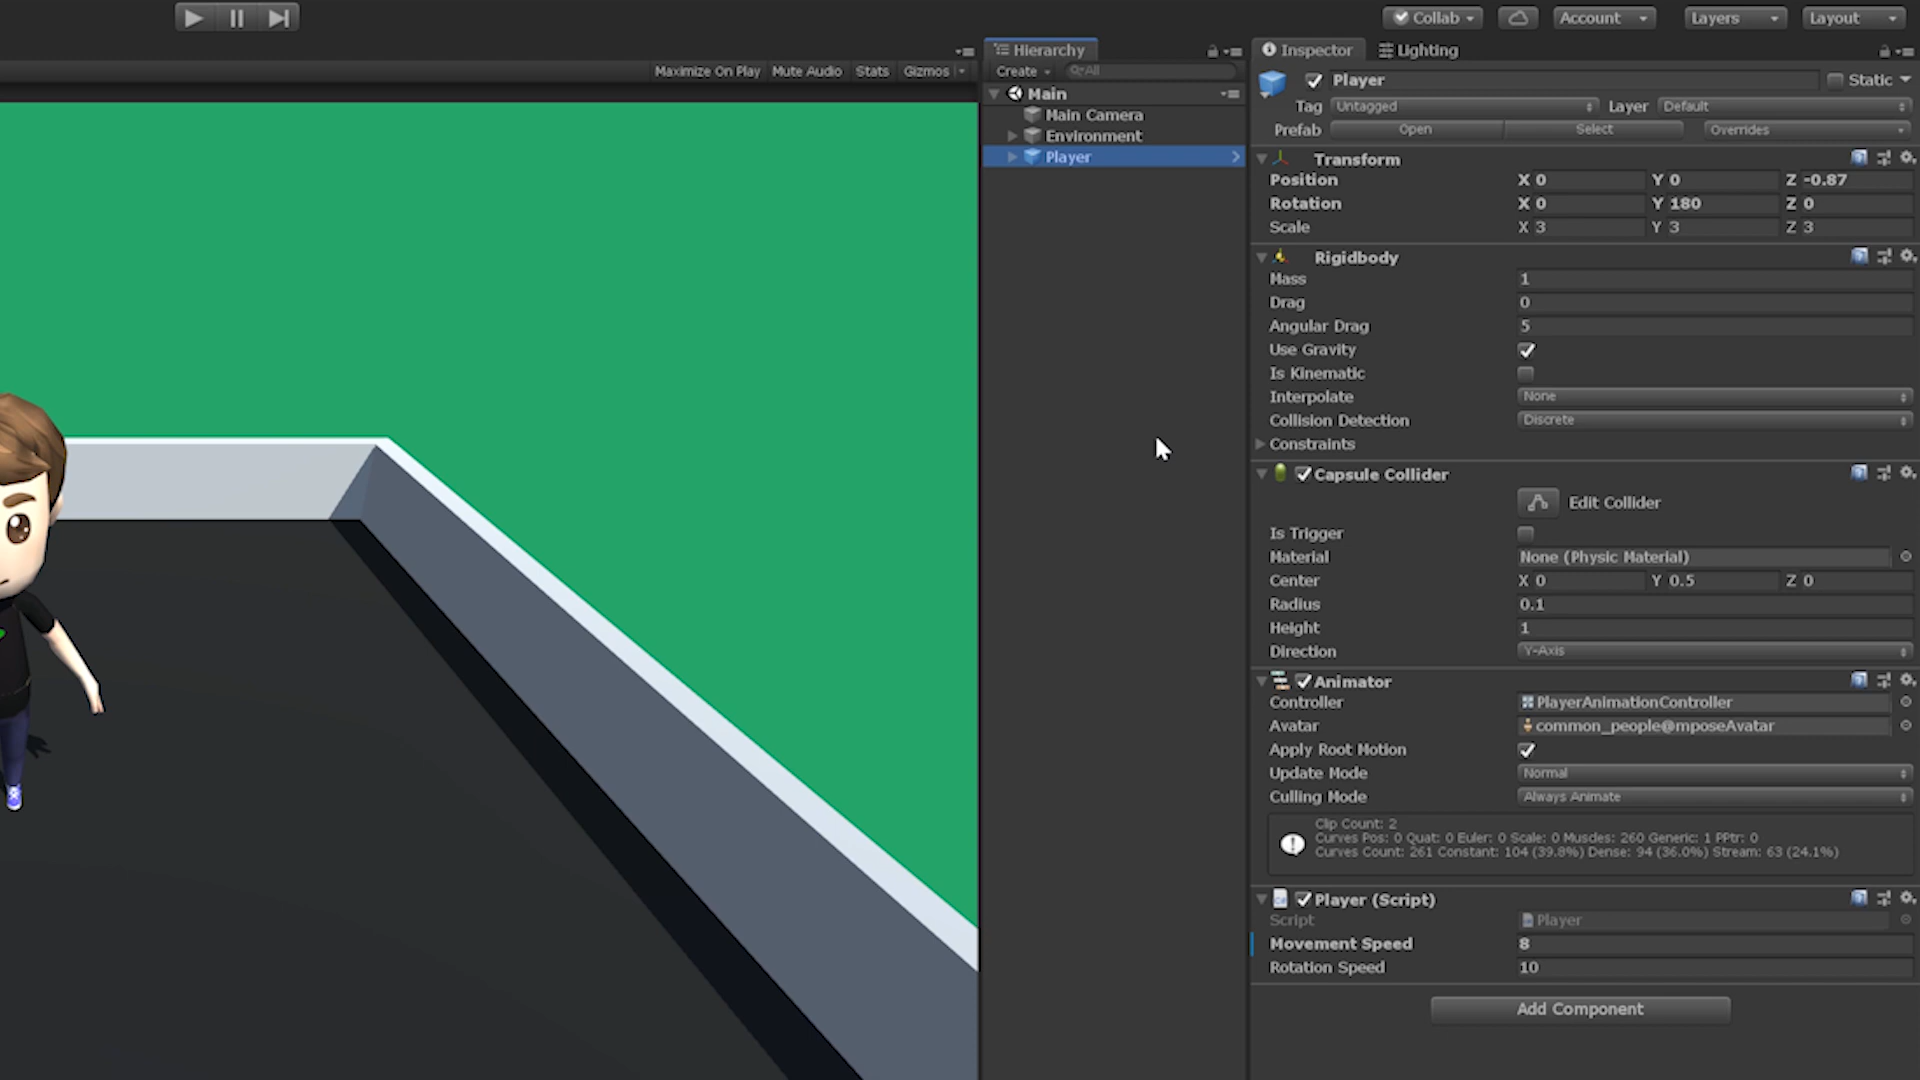 Collab
Account
Layers
Layout
Hierarchy
Inspector
Lighting
Maximize On Play
Mute Audio
Stats
Gizmos
Create
All
Main
Main Camera
Environment
Player
Player
Static
Tag
Untagged
Layer
Default
Prefab
Open
Select
Overrides
Transform
Position X 0 Y 0 Z -0.87
Rotation X 0 Y 180 Z 0
Scale X 3 Y 3 Z 3
Rigidbody
Mass 1
Drag 0
Angular Drag 5
Use Gravity
Is Kinematic
Interpolate None
Collision Detection Discrete
Constraints
Capsule Collider
Edit Collider
Is Trigger
Material None (Physic Material)
Center X 0 Y 0.5 Z 0
Radius 0.1
Height 1
Direction Y-Axis
Animator
Controller PlayerAnimationController
Avatar common_people@mposeAvatar
Apply Root Motion
Update Mode Normal
Culling Mode Always Animate
Clip Count: 2
Curves Pos: 0 Quat: 0 Euler: 0 Scale: 0 Muscles: 260 Generic: 1 PPtr: 0
Curves Count: 261 Constant: 104 (39.8%) Dense: 94 (36.0%) Stream: 63 (24.1%)
Player (Script)
Script Player
Movement Speed 8
Rotation Speed 10
Add Component